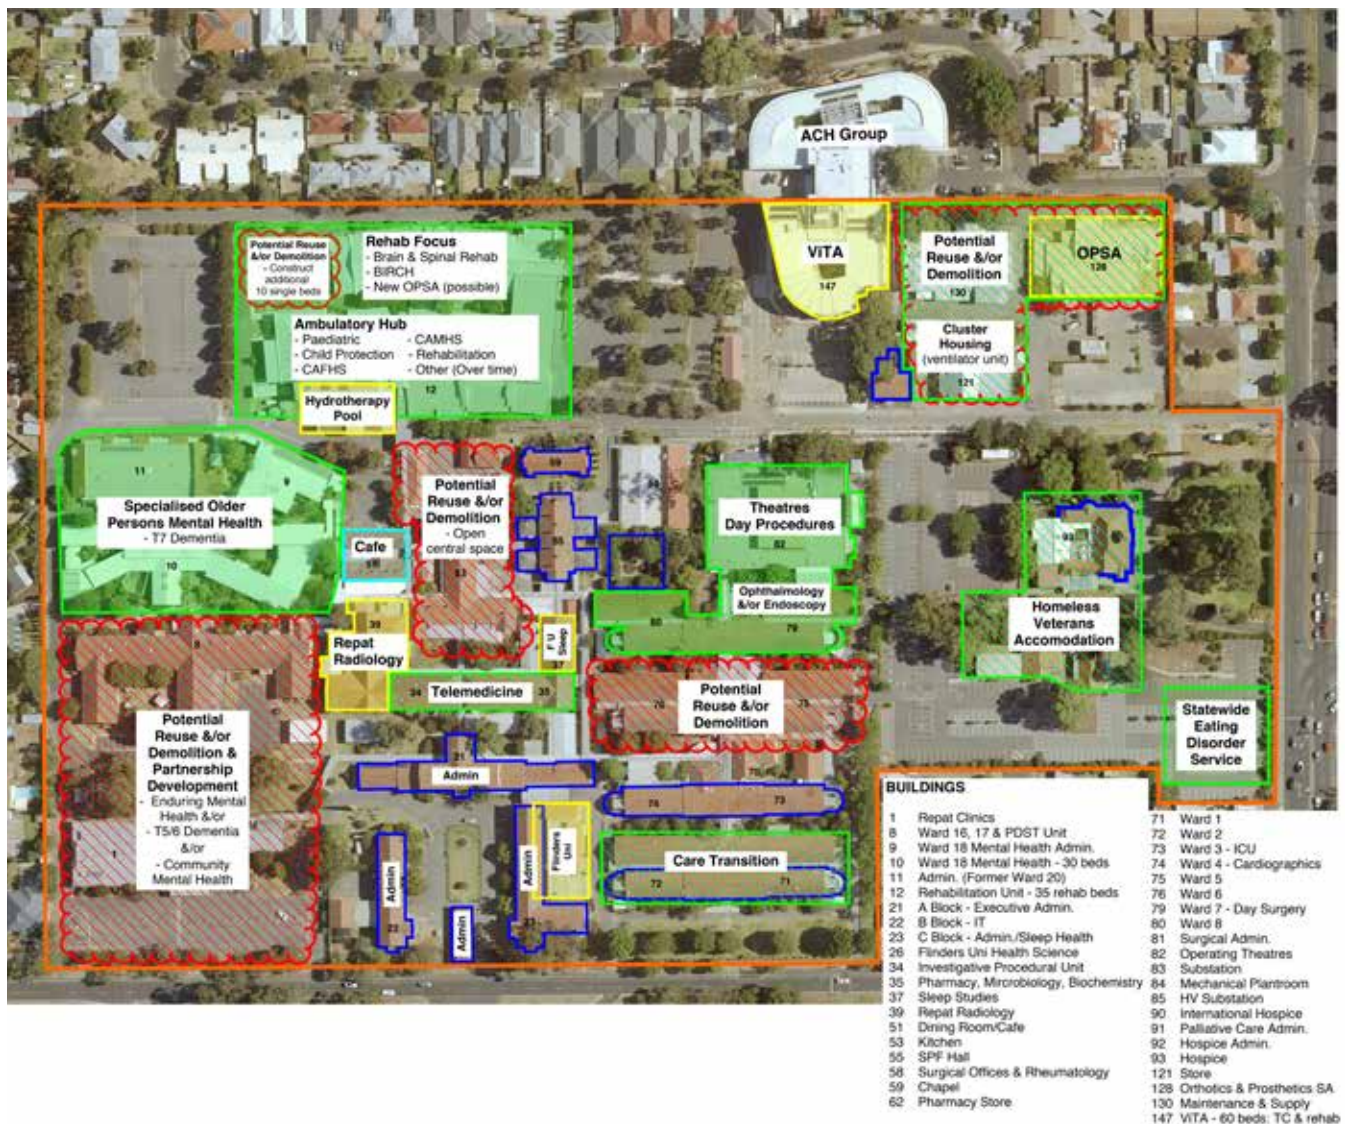 ACH Group
Potential Reuse
&/or Demolition
- Construct
additional
10 single beds
Rehab Focus
- Brain & Spinal Rehab
- BIRCH
- New OPSA (possible)
Ambulatory Hub
- Paediatric
- Child Protection
- CAFHS
- CAMHS
- Rehabilitation
- Other (Over time)
12
Hydrotherapy
Pool
ViTA
147
Potential
Reuse &/or
Demolition
130
OPSA
128
Cluster
Housing
(ventilator unit)
121
11
9
Specialised Older
Persons Mental Health
- T7 Dementia
10
Cafe
Potential
Reuse &/or
Demolition
- Open
central space
53
59
55
Theatres
Day Procedures
82
Ophthalmology
&/or Endoscopy
80
79
93
Homeless
Veterans
Accomodation
39
Repat
Radiology
F U
Sleep
37
34
Telemedicine
35
76
Potential
Reuse &/or
Demolition
75
Statewide
Eating
Disorder
Service
8
Potential
Reuse &/or
Demolition &
Partnership
Development
- Enduring Mental
Health &/or
- T5/6 Dementia
&/or
- Community
Mental Health
1
21
Admin
74
73
Admin
22
Admin
Admin
23
Flinders
Uni
Care Transition
72
71
BUILDINGS
1 Repat Clinics
8 Ward 16, 17 & PDST Unit
9 Ward 18 Mental Health Admin.
10 Ward 18 Mental Health - 30 beds
11 Admin. (Former Ward 20)
12 Rehabilitation Unit - 35 rehab beds
21 A Block - Executive Admin.
22 B Block - IT
23 C Block - Admin./Sleep Health
26 Flinders Uni Health Science
34 Investigative Procedural Unit
35 Pharmacy, Mircrobiology, Biochemistry
37 Sleep Studies
39 Repat Radiology
51 Dining Room/Cafe
53 Kitchen
55 SPF Hall
58 Surgical Offices & Rheumatology
59 Chapel
62 Pharmacy Store
71 Ward 1
72 Ward 2
73 Ward 3 - ICU
74 Ward 4 - Cardiographics
75 Ward 5
76 Ward 6
79 Ward 7 - Day Surgery
80 Ward 8
81 Surgical Admin.
82 Operating Theatres
83 Substation
84 Mechanical Plantroom
85 HV Substation
90 International Hospice
91 Palliative Care Admin.
92 Hospice Admin.
93 Hospice
121 Store
128 Orthotics & Prosthetics SA
130 Maintenance & Supply
147 ViTA - 60 beds: TC & rehab